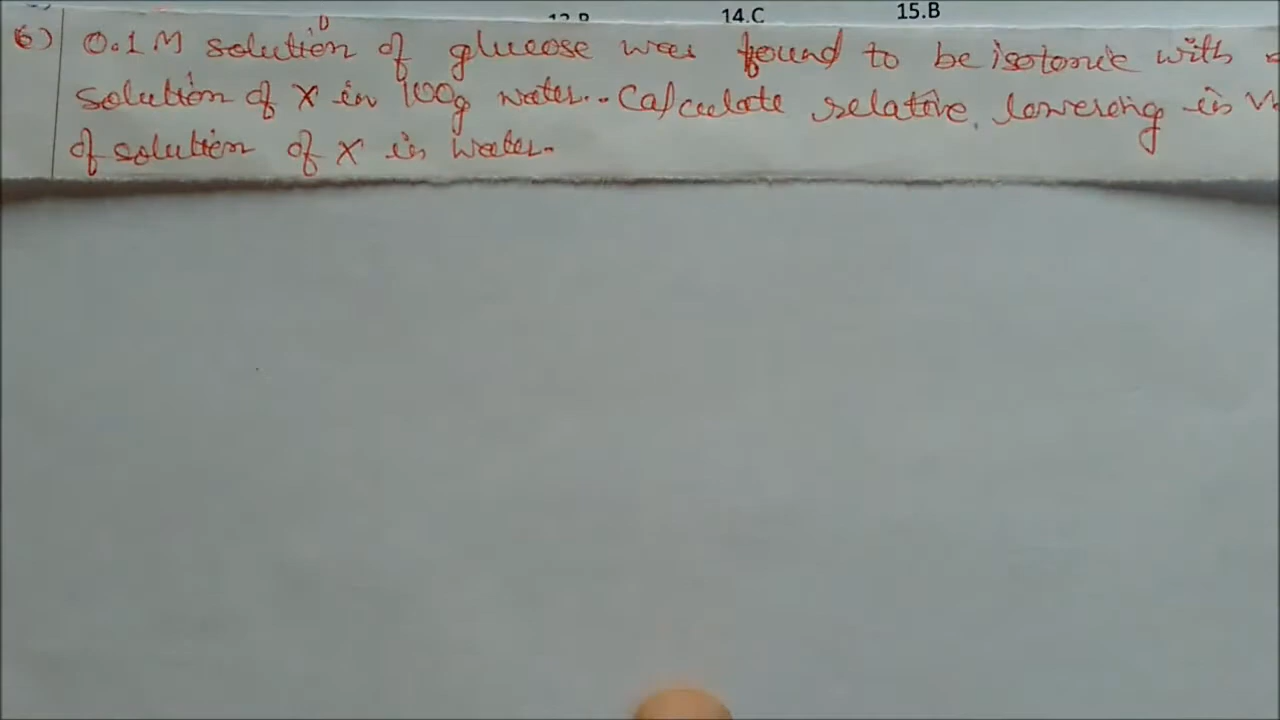 14.C 15.B
6) 0.1M solution of glucose was found to be isotonic with
solution of X in 100g water.. Calculate relative lowering in
of solution of X in water.